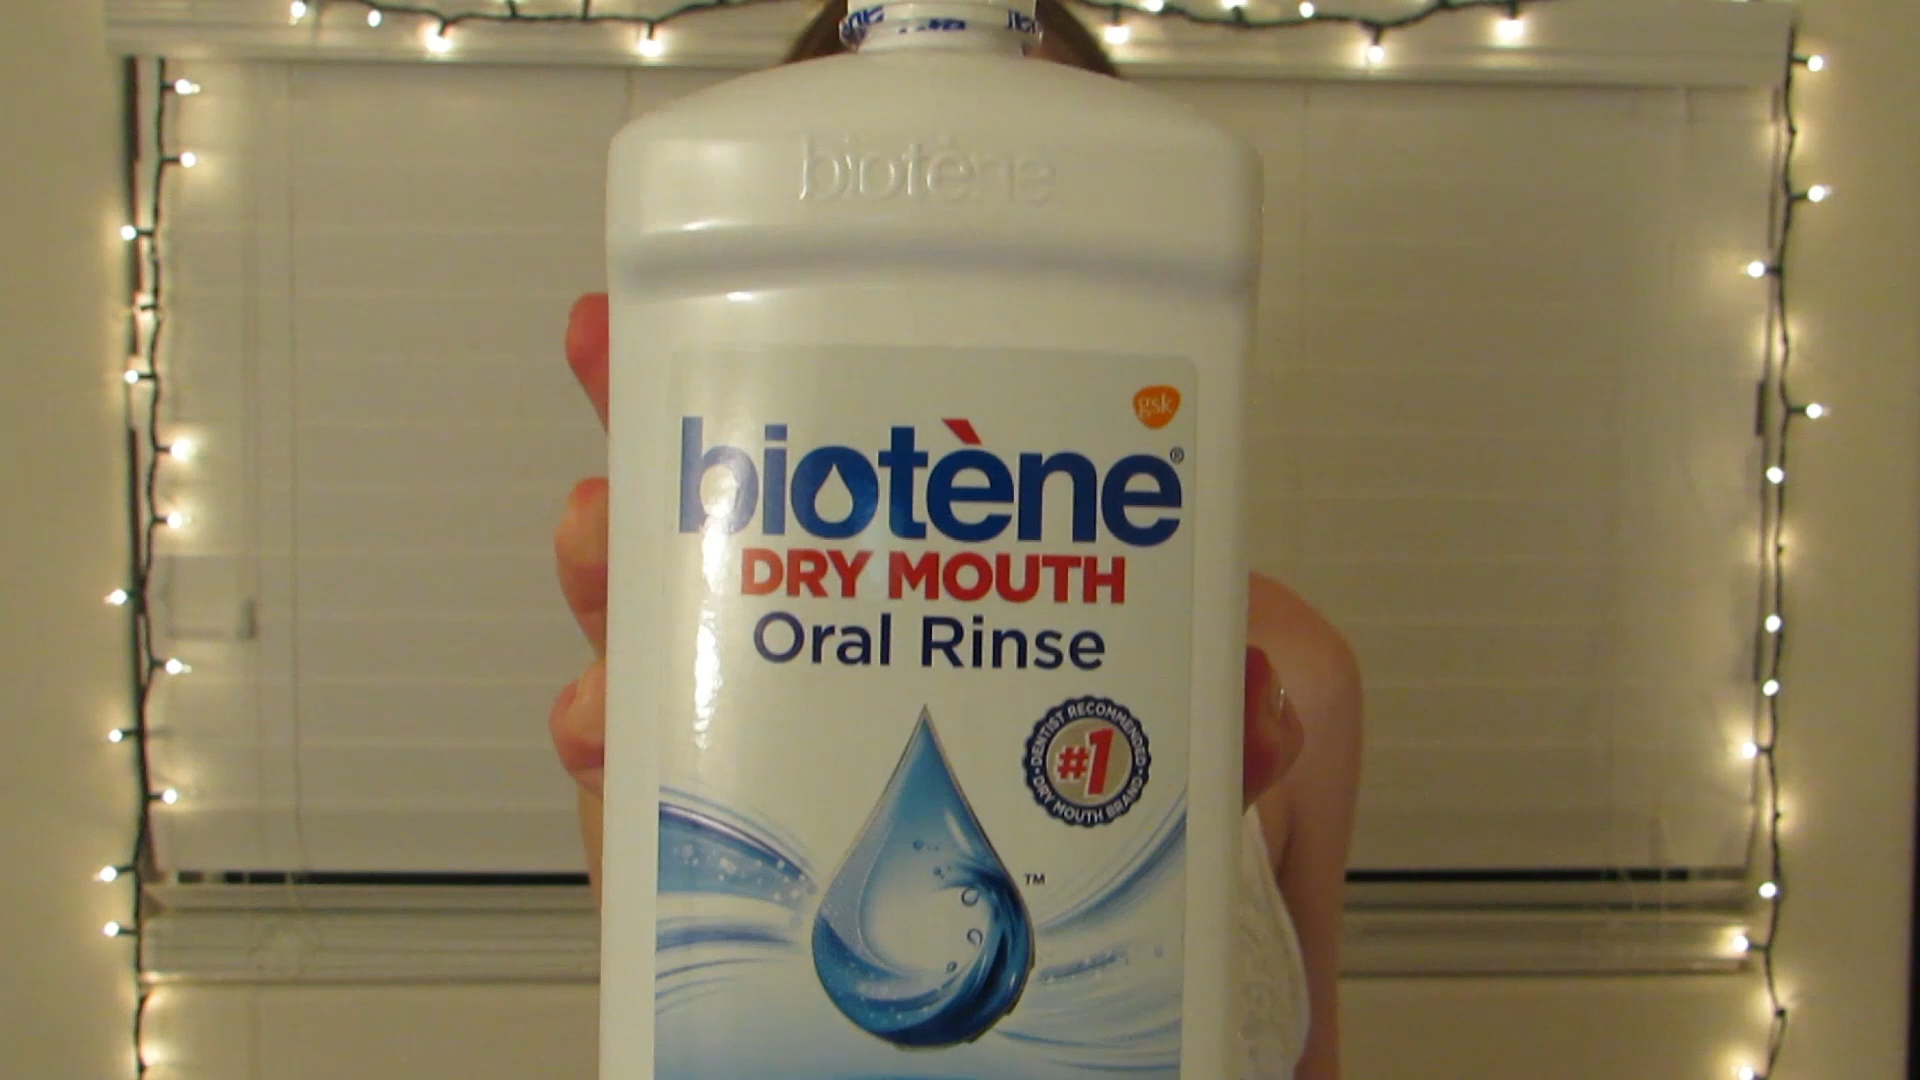 biotène
gsk
biotène®
DRY MOUTH
Oral Rinse
DENTIST RECOMMENDED
#1
DRY MOUTH BRAND
TM